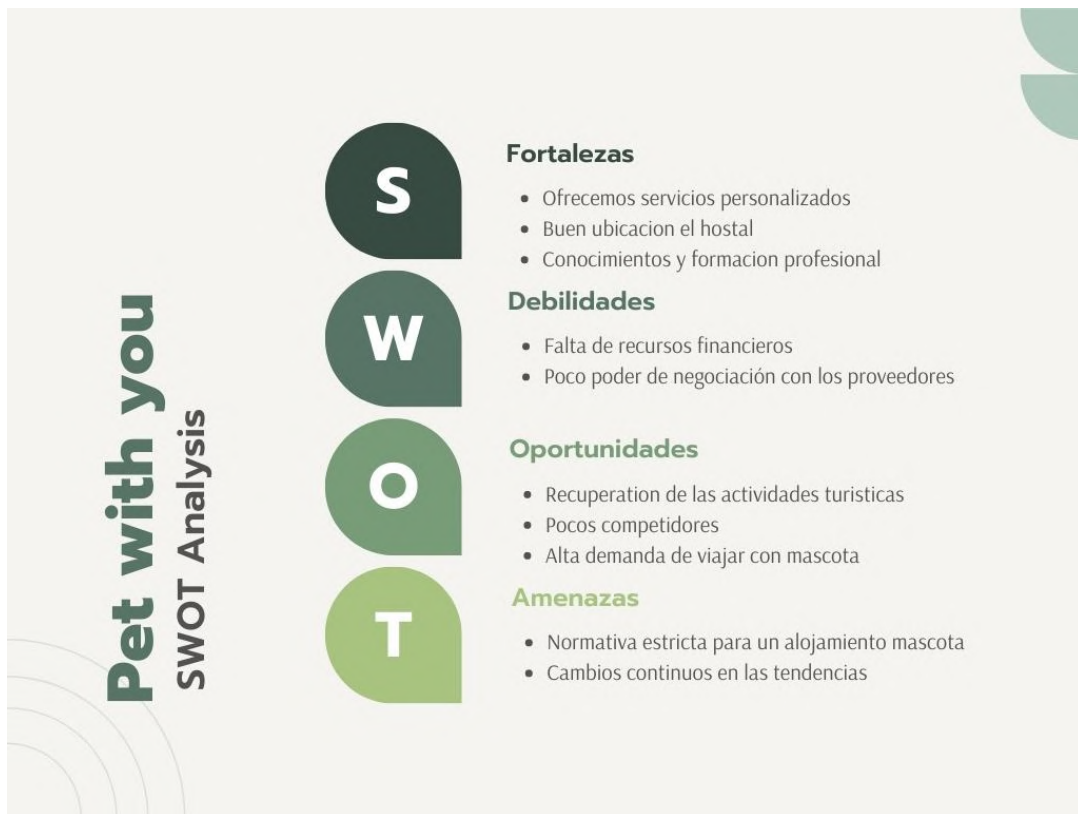 Pet with you
SWOT Analysis
S
Fortalezas
• Ofrecemos servicios personalizados
• Buen ubicacion el hostal
• Conocimientos y formacion profesional
W
Debilidades
• Falta de recursos financieros
• Poco poder de negociación con los proveedores
O
Oportunidades
• Recuperation de las actividades turisticas
• Pocos competidores
• Alta demanda de viajar con mascota
T
Amenazas
• Normativa estricta para un alojamiento mascota
• Cambios continuos en las tendencias